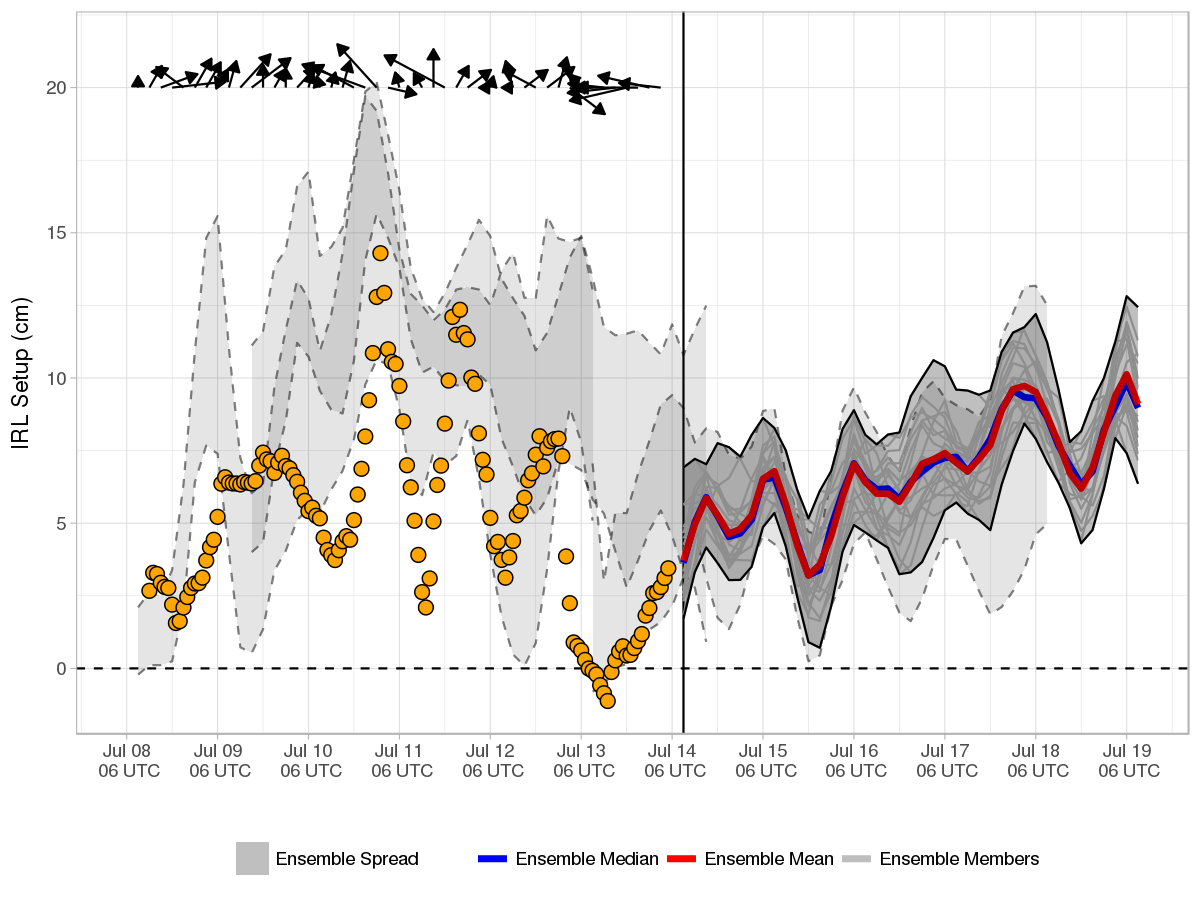 IRL Setup (cm)
20
15
10
5
0
Jul 08 Jul 09 Jul 10 Jul 11 Jul 12 Jul 13 Jul 14 Jul 15 Jul 16 Jul 17 Jul 18 Jul 19
06 UTC 06 UTC 06 UTC 06 UTC 06 UTC 06 UTC 06 UTC 06 UTC 06 UTC 06 UTC 06 UTC 06 UTC
Ensemble Spread Ensemble Median Ensemble Mean Ensemble Members